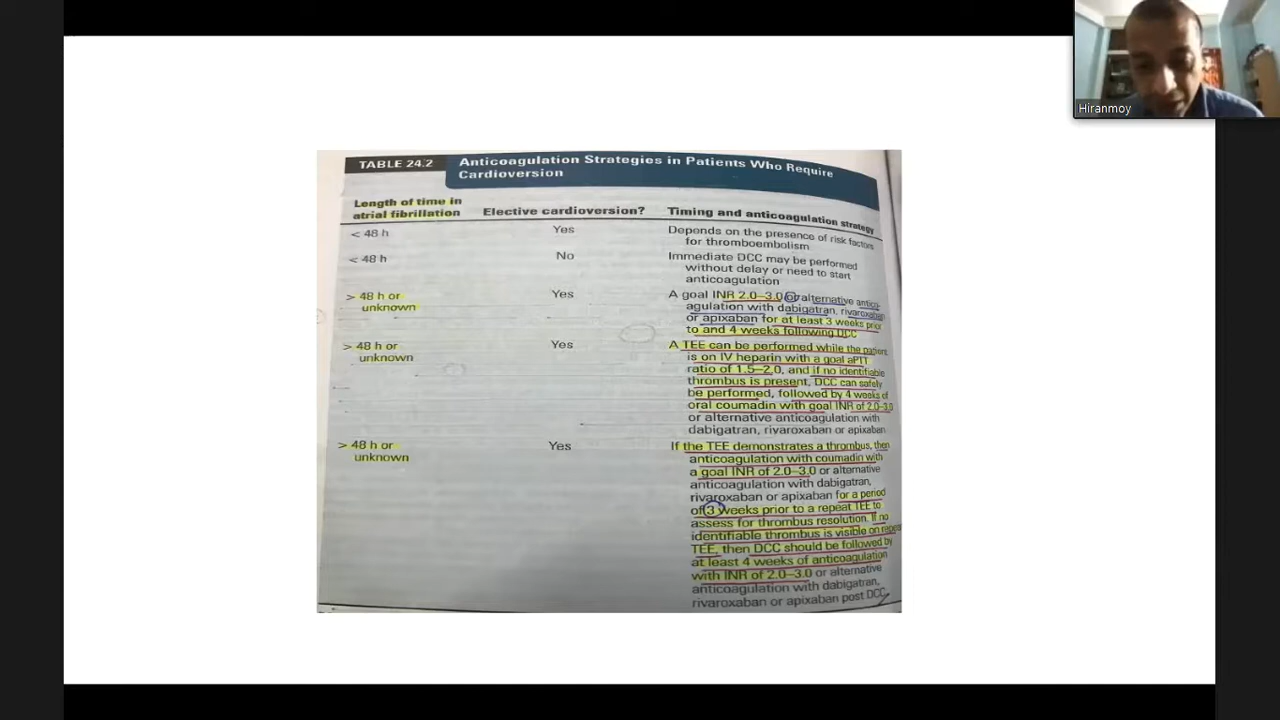 Hiranmoy
TABLE 24.2
Anticoagulation Strategies in Patients Who Require
Cardioversion
Length of time in
atrial fibrillation
Elective cardioversion?
Timing and anticoagulation strategy
< 48 h
Yes
Depends on the presence of risk factors
for thromboembolism
< 48 h
No
Immediate DCC may be performed
without delay or need to start
anticoagulation
> 48 h or
unknown
Yes
A goal INR 2.0–3.0 or alternative antico-
agulation with dabigatran, rivaroxaban
or apixaban for at least 3 weeks prior
to and 4 weeks following DCC
> 48 h or
unknown
Yes
A TEE can be performed while the patient
is on IV heparin with a goal aPTT
ratio of 1.5–2.0, and if no identifiable
thrombus is present, DCC can safely
be performed, followed by 4 weeks of
oral coumadin with goal INR of 2.0–3.0
or alternative anticoagulation with
dabigatran, rivaroxaban or apixaban
> 48 h or
unknown
Yes
If the TEE demonstrates a thrombus, then
anticoagulation with coumadin with
a goal INR of 2.0–3.0 or alternative
anticoagulation with dabigatran,
rivaroxaban or apixaban for a period
of 3 weeks prior to a repeat TEE to
assess for thrombus resolution. If no
identifiable thrombus is visible on repeat
TEE, then DCC should be followed by
at least 4 weeks of anticoagulation
with INR of 2.0–3.0 or alternative
anticoagulation with dabigatran,
rivaroxaban or apixaban post DCC